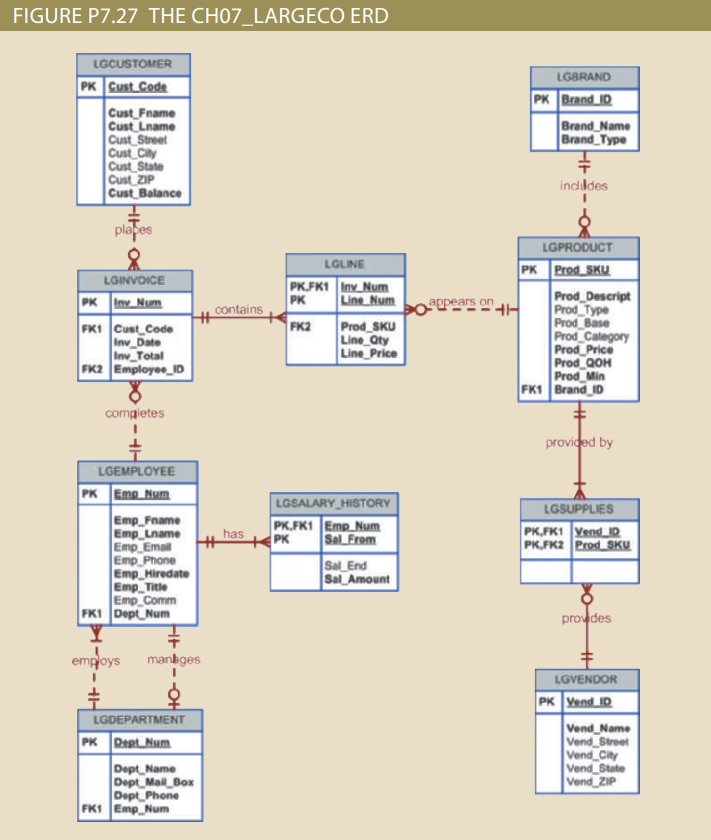 FIGURE P7.27 THE CH07_LARGECO ERD
LGCUSTOMER
PK Cust_Code
Cust_Fname
Cust_Lname
Cust_Street
Cust_City
Cust_State
Cust_ZIP
Cust_Balance
places
LGINVOICE
PK Inv_Num
FK1 Cust_Code
Inv_Date
Inv_Total
FK2 Employee_ID
contains
LGLINE
PK,FK1 Inv_Num
PK Line_Num
FK2 Prod_SKU
Line_Qty
Line_Price
appears on
LGBRAND
PK Brand_ID
Brand_Name
Brand_Type
includes
LGPRODUCT
PK Prod_SKU
Prod_Descript
Prod_Type
Prod_Base
Prod_Category
Prod_Price
Prod_QOH
Prod_Min
FK1 Brand_ID
completes
LGEMPLOYEE
PK Emp_Num
Emp_Fname
Emp_Lname
Emp_Email
Emp_Phone
Emp_Hiredate
Emp_Title
Emp_Comm
FK1 Dept_Num
has
LGSALARY_HISTORY
PK,FK1 Emp_Num
PK Sal_From
Sal_End
Sal_Amount
provided by
LGSUPPLIES
PK,FK1 Vend_ID
PK,FK2 Prod_SKU
provides
employs
manages
LGDEPARTMENT
PK Dept_Num
Dept_Name
Dept_Mail_Box
Dept_Phone
FK1 Emp_Num
LGVENDOR
PK Vend_ID
Vend_Name
Vend_Street
Vend_City
Vend_State
Vend_ZIP